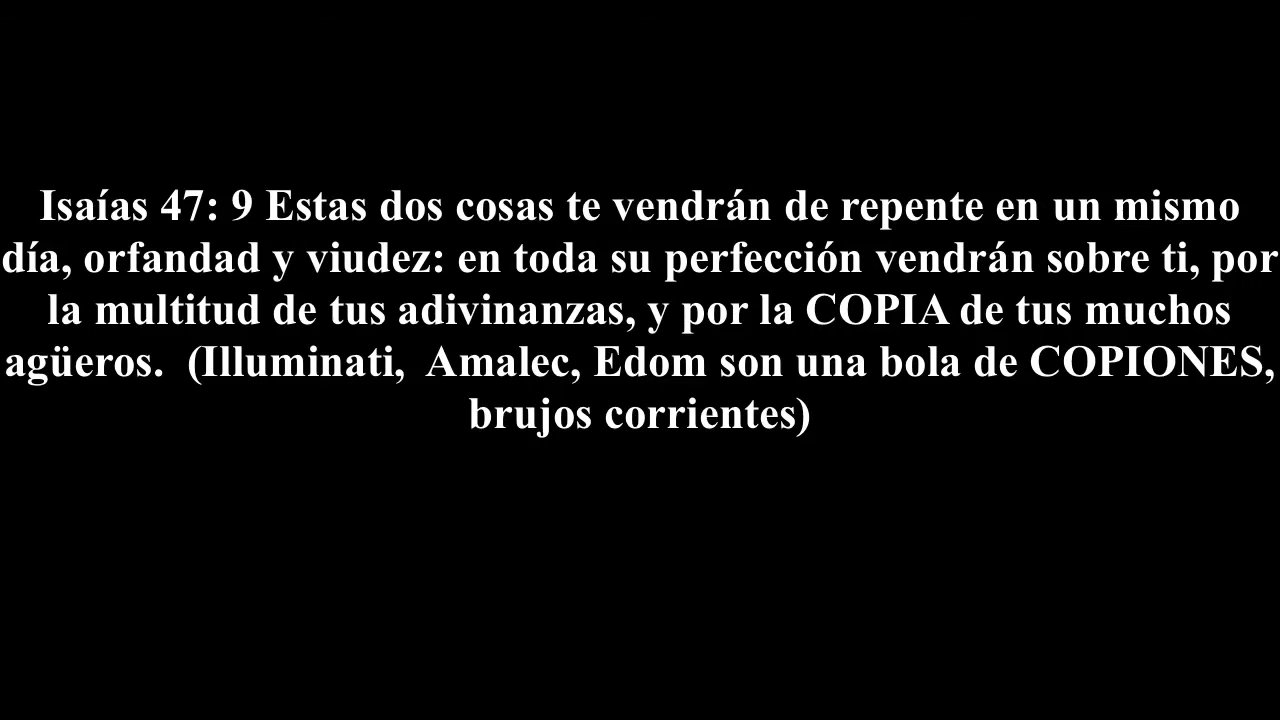 Isaías 47: 9 Estas dos cosas te vendrán de repente en un mismo
día, orfandad y viudez: en toda su perfección vendrán sobre ti, por
la multitud de tus adivinanzas, y por la COPIA de tus muchos
agüeros.  (Illuminati,  Amalec, Edom son una bola de COPIONES,
brujos corrientes)